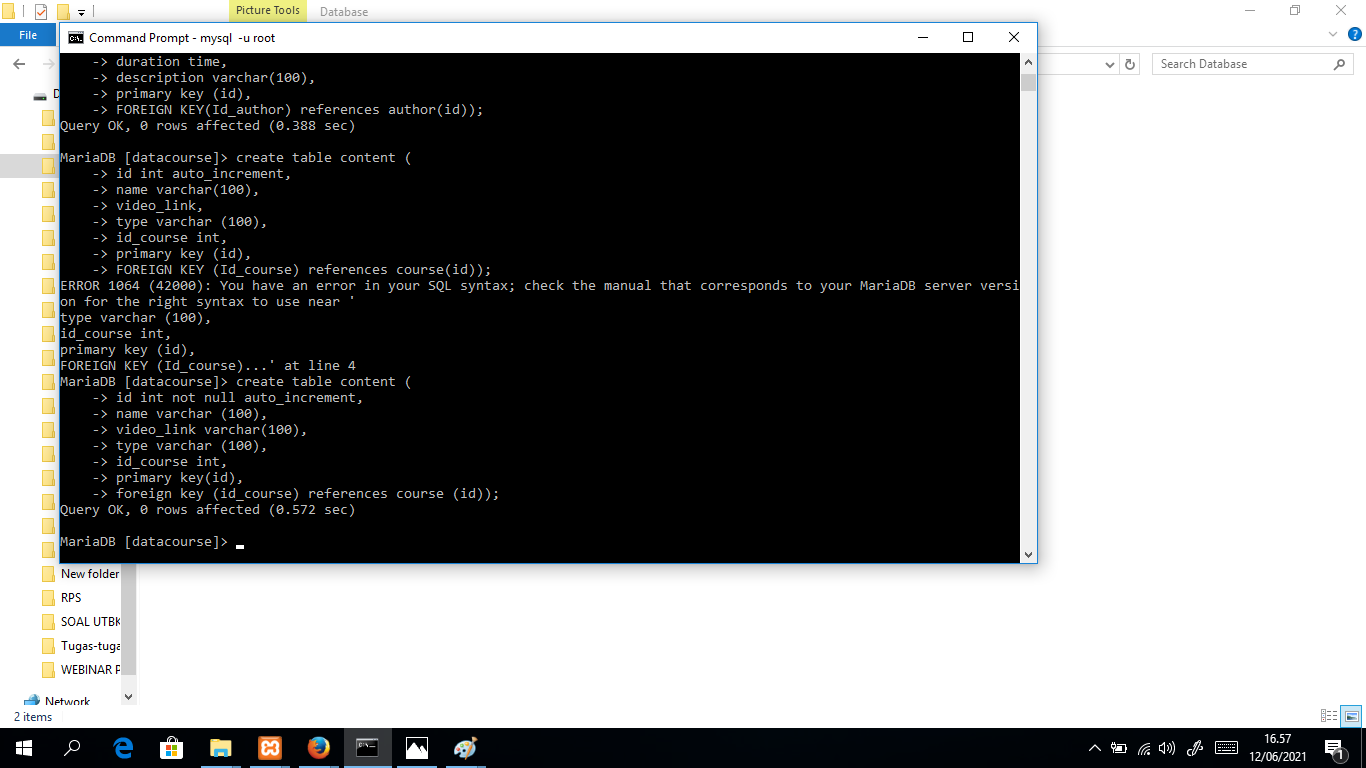 Picture Tools
Database
File
Command Prompt - mysql  -u root
Search Database
    -> duration time,
    -> description varchar(100),
    -> primary key (id),
    -> FOREIGN KEY(Id_author) references author(id));
Query OK, 0 rows affected (0.388 sec)
MariaDB [datacourse]> create table content (
    -> id int auto_increment,
    -> name varchar(100),
    -> video_link,
    -> type varchar (100),
    -> id_course int,
    -> primary key (id),
    -> FOREIGN KEY (Id_course) references course(id));
ERROR 1064 (42000): You have an error in your SQL syntax; check the manual that corresponds to your MariaDB server versi
on for the right syntax to use near '
type varchar (100),
id_course int,
primary key (id),
FOREIGN KEY (Id_course)...' at line 4
MariaDB [datacourse]> create table content (
    -> id int not null auto_increment,
    -> name varchar (100),
    -> video_link varchar(100),
    -> type varchar (100),
    -> id_course int,
    -> primary key(id),
    -> foreign key (id_course) references course (id));
Query OK, 0 rows affected (0.572 sec)
MariaDB [datacourse]>
New folder
RPS
SOAL UTBK
Tugas-tuga
WEBINAR P
Network
2 items
16.57
12/06/2021
1